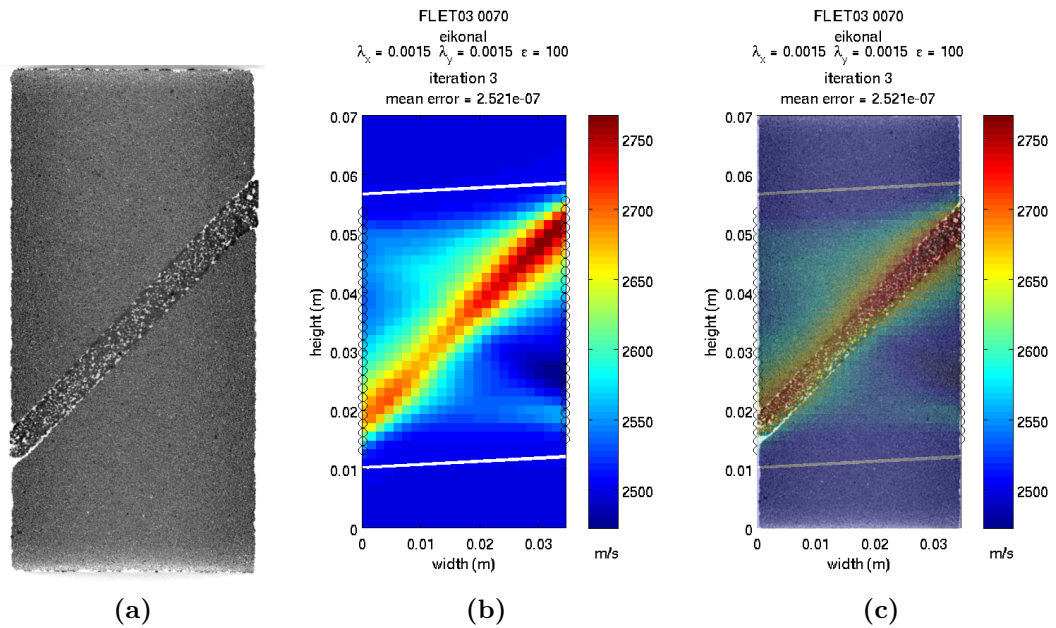 FLET03 0070
eikonal
λx = 0.0015 λy = 0.0015 ε = 100
iteration 3
mean error = 2.521e-07
0.07
0.06
0.05
0.04
0.03
0.02
0.01
0
height (m)
0 0.01 0.02 0.03
width (m)
2750
2700
2650
2600
2550
2500
m/s
FLET03 0070
eikonal
λx = 0.0015 λy = 0.0015 ε = 100
iteration 3
mean error = 2.521e-07
0.07
0.06
0.05
0.04
0.03
0.02
0.01
0
height (m)
0 0.01 0.02 0.03
width (m)
2750
2700
2650
2600
2550
2500
m/s
(a) (b) (c)